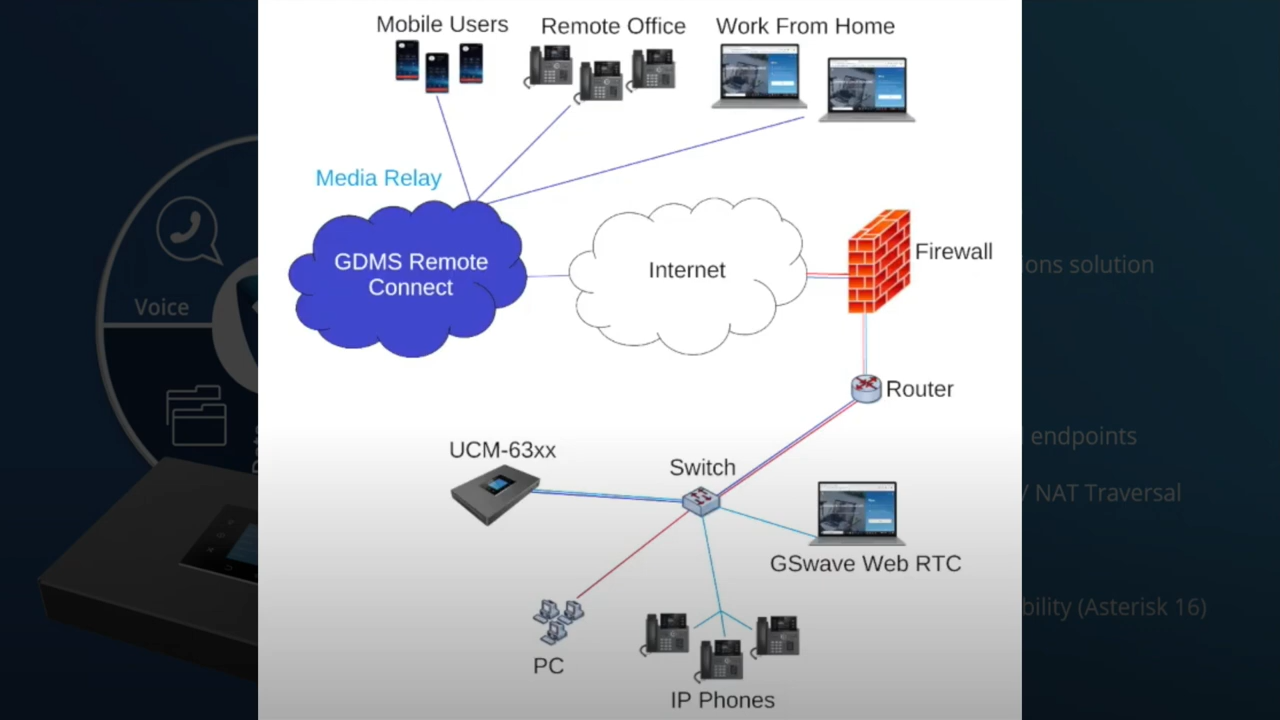 Mobile Users
Remote Office
Work From Home
Media Relay
GDMS Remote
Connect
Internet
Firewall
Router
UCM-63xx
Switch
GSwave Web RTC
PC
IP Phones
Voice
ons solution
endpoints
/ NAT Traversal
bility (Asterisk 16)